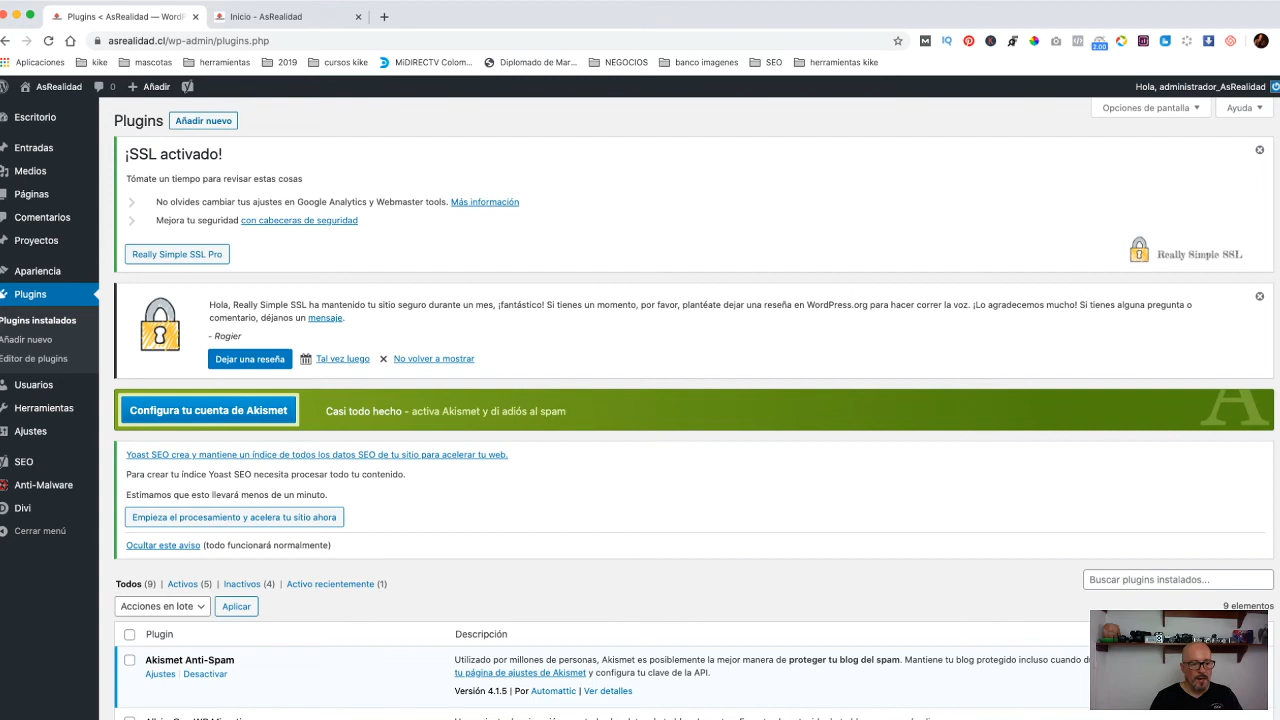 Plugins < AsRealidad — WordP
Inicio - AsRealidad
asrealidad.cl/wp-admin/plugins.php
2.00
Aplicaciones kike mascotas herramientas 2019 cursos kike MiDIRECTV Colom... Diplomado de Mar... NEGOCIOS banco imagenes SEO herramientas kike
AsRealidad 0 Añadir Hola, administrador_AsRealidad
Escritorio
Entradas
Medios
Páginas
Comentarios
Proyectos
Apariencia
Plugins
Plugins instalados
Añadir nuevo
Editor de plugins
Usuarios
Herramientas
Ajustes
SEO
Anti-Malware
Divi
Cerrar menú
Opciones de pantalla Ayuda
Plugins Añadir nuevo
¡SSL activado!
Tómate un tiempo para revisar estas cosas
No olvides cambiar tus ajustes en Google Analytics y Webmaster tools. Más información
Mejora tu seguridad con cabeceras de seguridad
Really Simple SSL Pro
Really Simple SSL
Hola, Really Simple SSL ha mantenido tu sitio seguro durante un mes, ¡fantástico! Si tienes un momento, por favor, plantéate dejar una reseña en WordPress.org para hacer correr la voz. ¡Lo agradecemos mucho! Si tienes alguna pregunta o
comentario, déjanos un mensaje.
- Rogier
Dejar una reseña Tal vez luego No volver a mostrar
Configura tu cuenta de Akismet Casi todo hecho - activa Akismet y di adiós al spam
A
Yoast SEO crea y mantiene un índice de todos los datos SEO de tu sitio para acelerar tu web.
Para crear tu índice Yoast SEO necesita procesar todo tu contenido.
Estimamos que esto llevará menos de un minuto.
Empieza el procesamiento y acelera tu sitio ahora
Ocultar este aviso (todo funcionará normalmente)
Todos (9) | Activos (5) | Inactivos (4) | Activo recientemente (1)
Buscar plugins instalados...
Acciones en lote Aplicar
9 elementos
Plugin Descripción
Akismet Anti-Spam
Ajustes | Desactivar
Utilizado por millones de personas, Akismet es posiblemente la mejor manera de proteger tu blog del spam. Mantiene tu blog protegido incluso cuando du
tu página de ajustes de Akismet y configura tu clave de la API.
Versión 4.1.5 | Por Automattic | Ver detalles